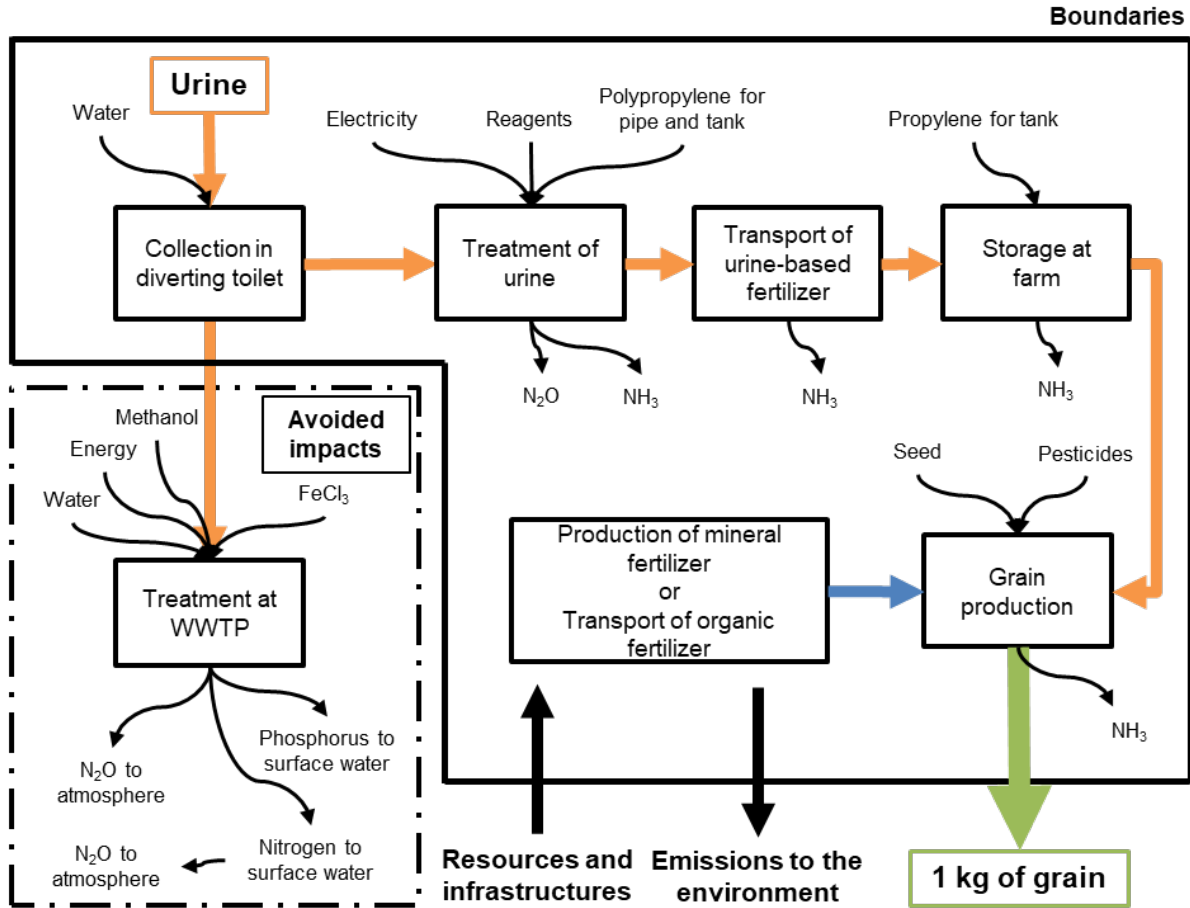 Boundaries
Urine
Water
Electricity
Reagents
Polypropylene for
pipe and tank
Propylene for tank
Collection in
diverting toilet
Treatment of
urine
Transport of
urine-based
fertilizer
Storage at
farm
N₂O
NH₃
NH₃
NH₃
Avoided
impacts
Methanol
Energy
Water
FeCl₃
Treatment at
WWTP
Phosphorus to
surface water
N₂O to
atmosphere
Nitrogen to
surface water
N₂O to
atmosphere
Seed
Pesticides
Production of mineral
fertilizer
or
Transport of organic
fertilizer
Grain
production
NH₃
Resources and
infrastructures
Emissions to the
environment
1 kg of grain